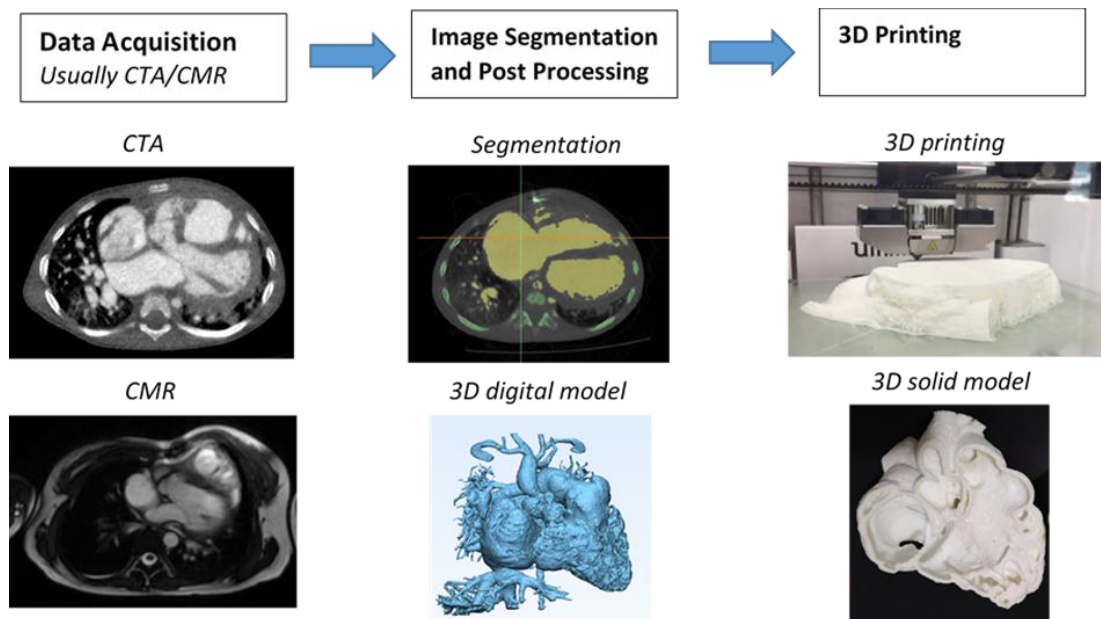 Data Acquisition
Usually CTA/CMR
Image Segmentation
and Post Processing
3D Printing
CTA
Segmentation
3D printing
CMR
3D digital model
3D solid model